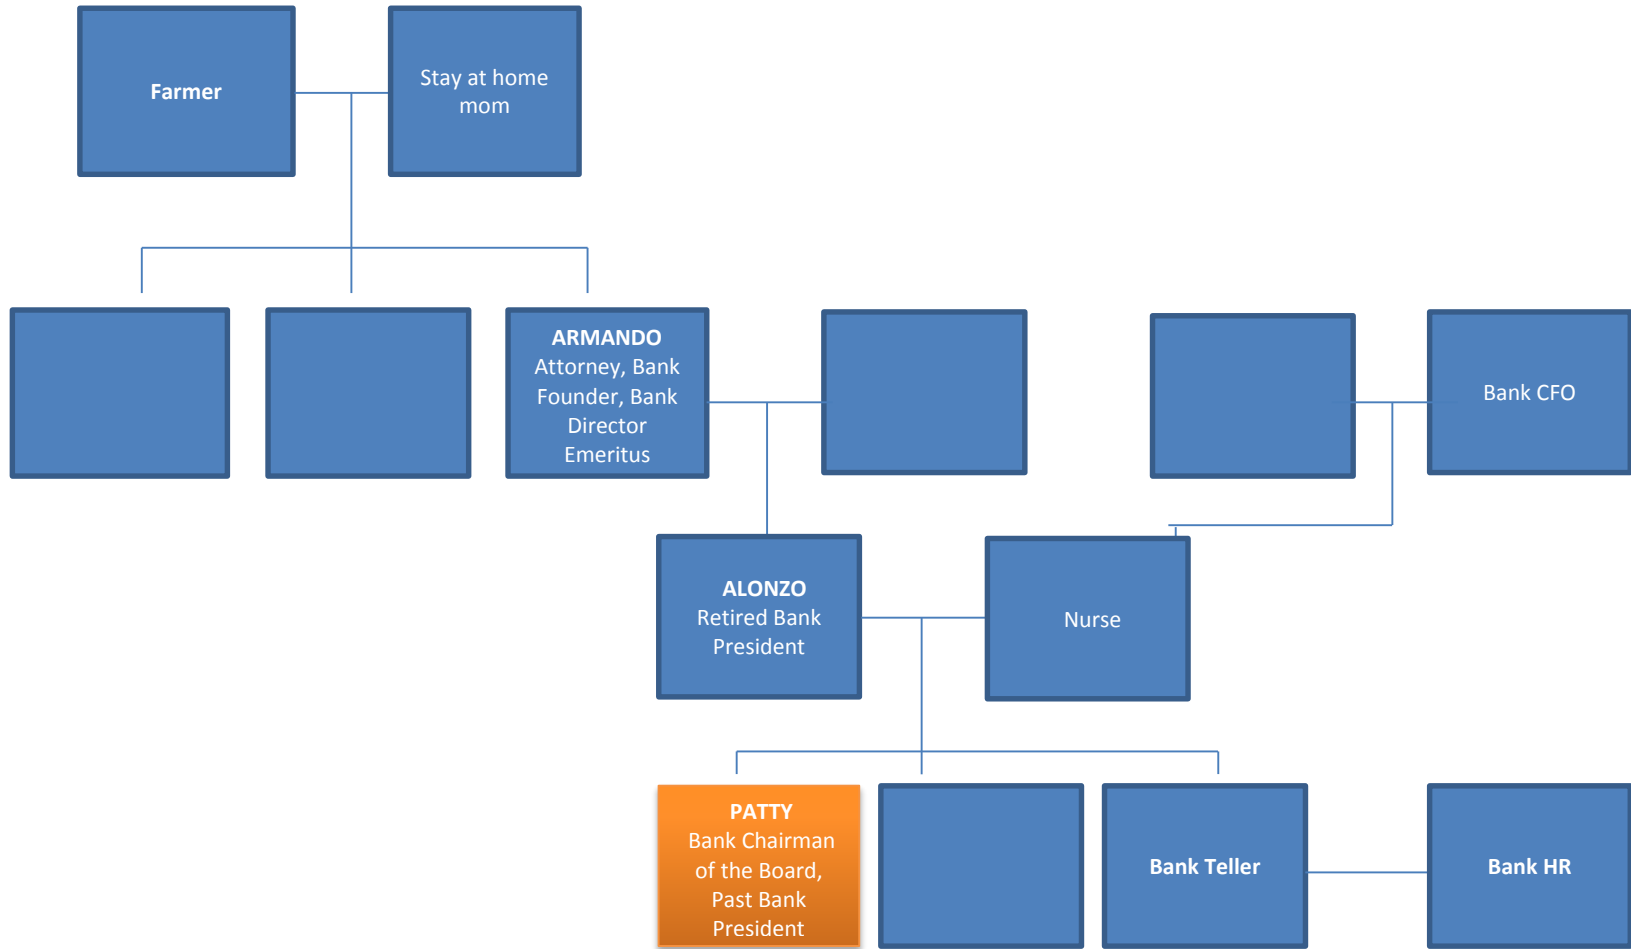 Farmer
Stay at home
mom
ARMANDO
Attorney, Bank
Founder, Bank
Director
Emeritus
Bank CFO
ALONZO
Retired Bank
President
Nurse
PATTY
Bank Chairman
of the Board,
Past Bank
President
Bank Teller
Bank HR